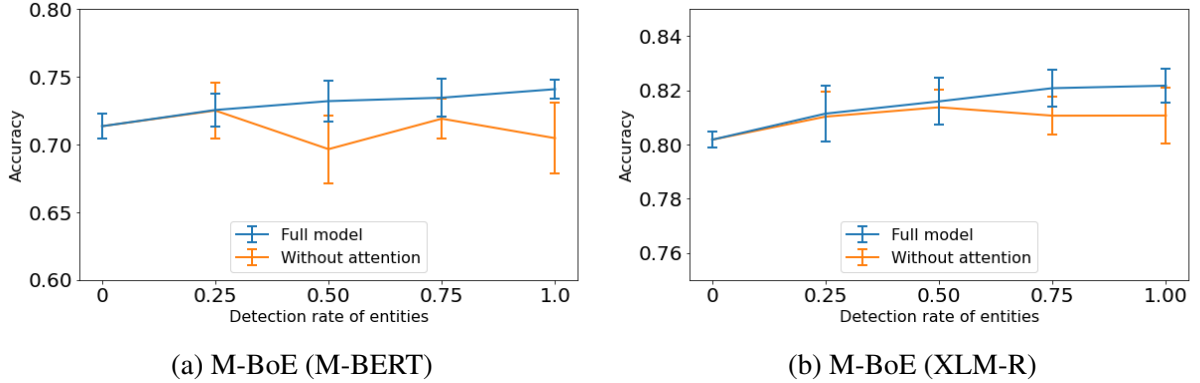 0.80
0.75
0.70
0.65
0.60
Accuracy
Full model
Without attention
0 0.25 0.50 0.75 1.0
Detection rate of entities
(a) M-BoE (M-BERT)
0.84
0.82
0.80
0.78
0.76
Accuracy
Full model
Without attention
0 0.25 0.50 0.75 1.00
Detection rate of entities
(b) M-BoE (XLM-R)